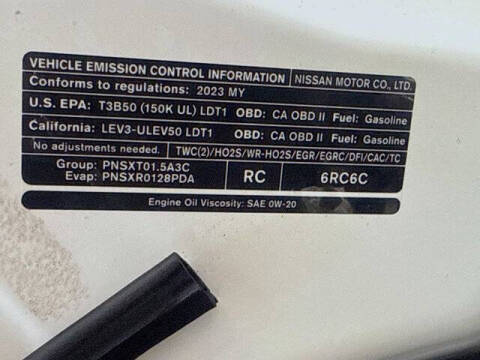 VEHICLE EMISSION CONTROL INFORMATION NISSAN MOTOR CO., LTD.
Conforms to regulations: 2023 MY
U.S. EPA: T3B50 (150K UL) LDT1 OBD: CA OBD II Fuel: Gasoline
California: LEV3-ULEV50 LDT1 OBD: CA OBD II Fuel: Gasoline
No adjustments needed. TWC(2)/HO2S/WR-HO2S/EGR/EGRC/DFI/CAC/TC
Group: PNSXT01.5A3C
Evap: PNSXR0128PDA
RC 6RC6C
Engine Oil Viscosity: SAE 0W-20